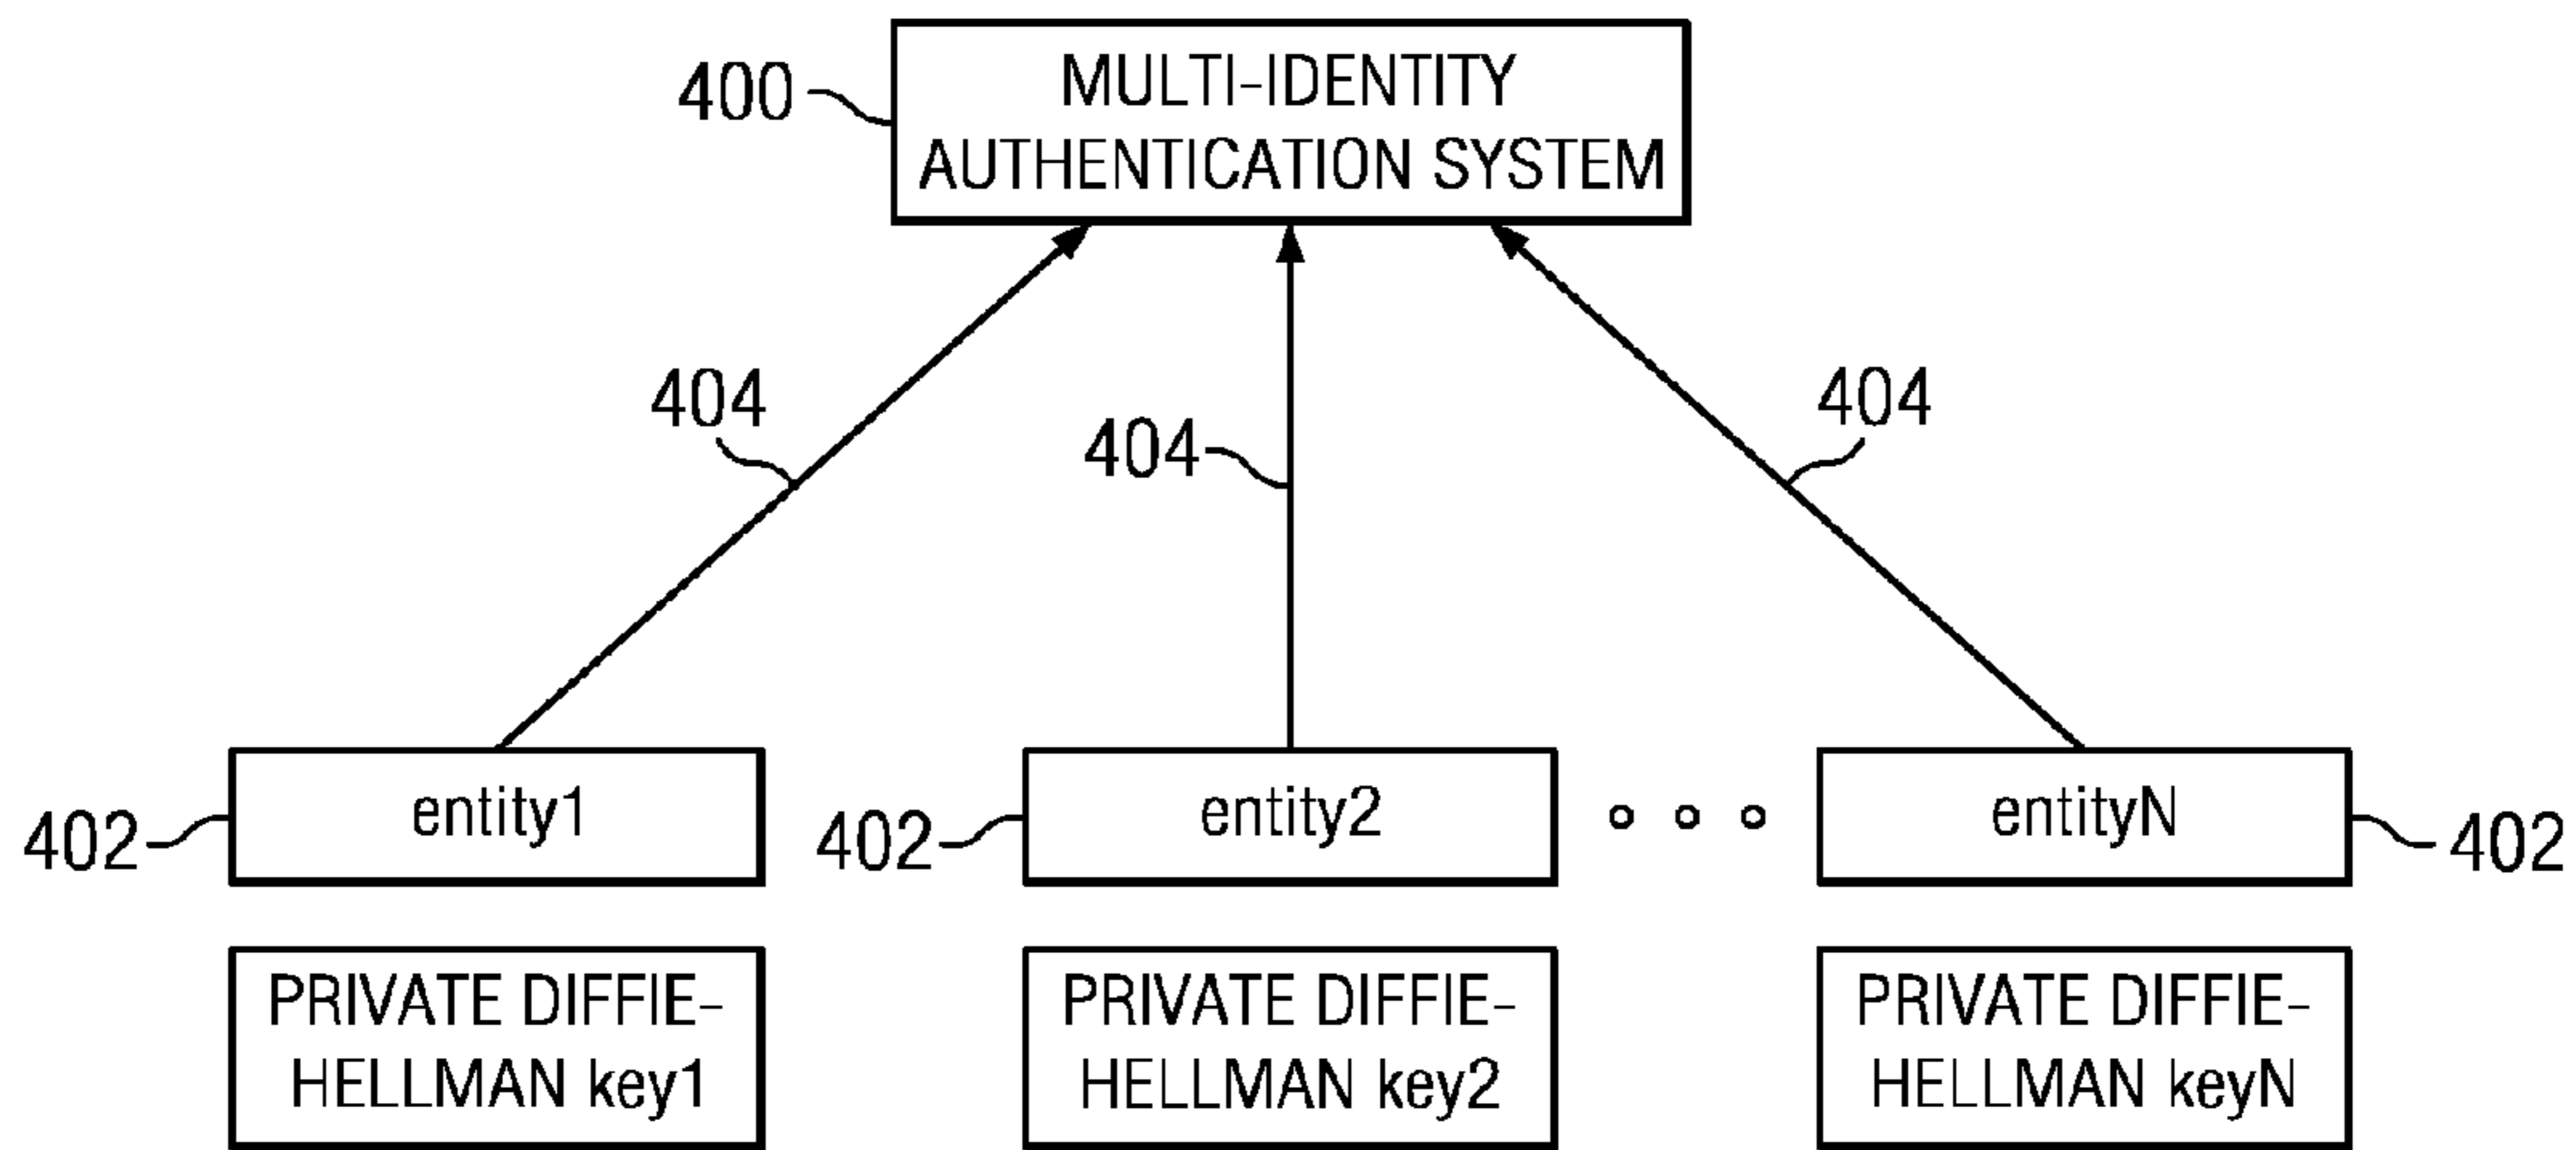 400
MULTI-IDENTITY
AUTHENTICATION SYSTEM
404
404
404
402
entity1
402
entity2
entityN
402
PRIVATE DIFFIE-
HELLMAN key1
PRIVATE DIFFIE-
HELLMAN key2
PRIVATE DIFFIE-
HELLMAN keyN